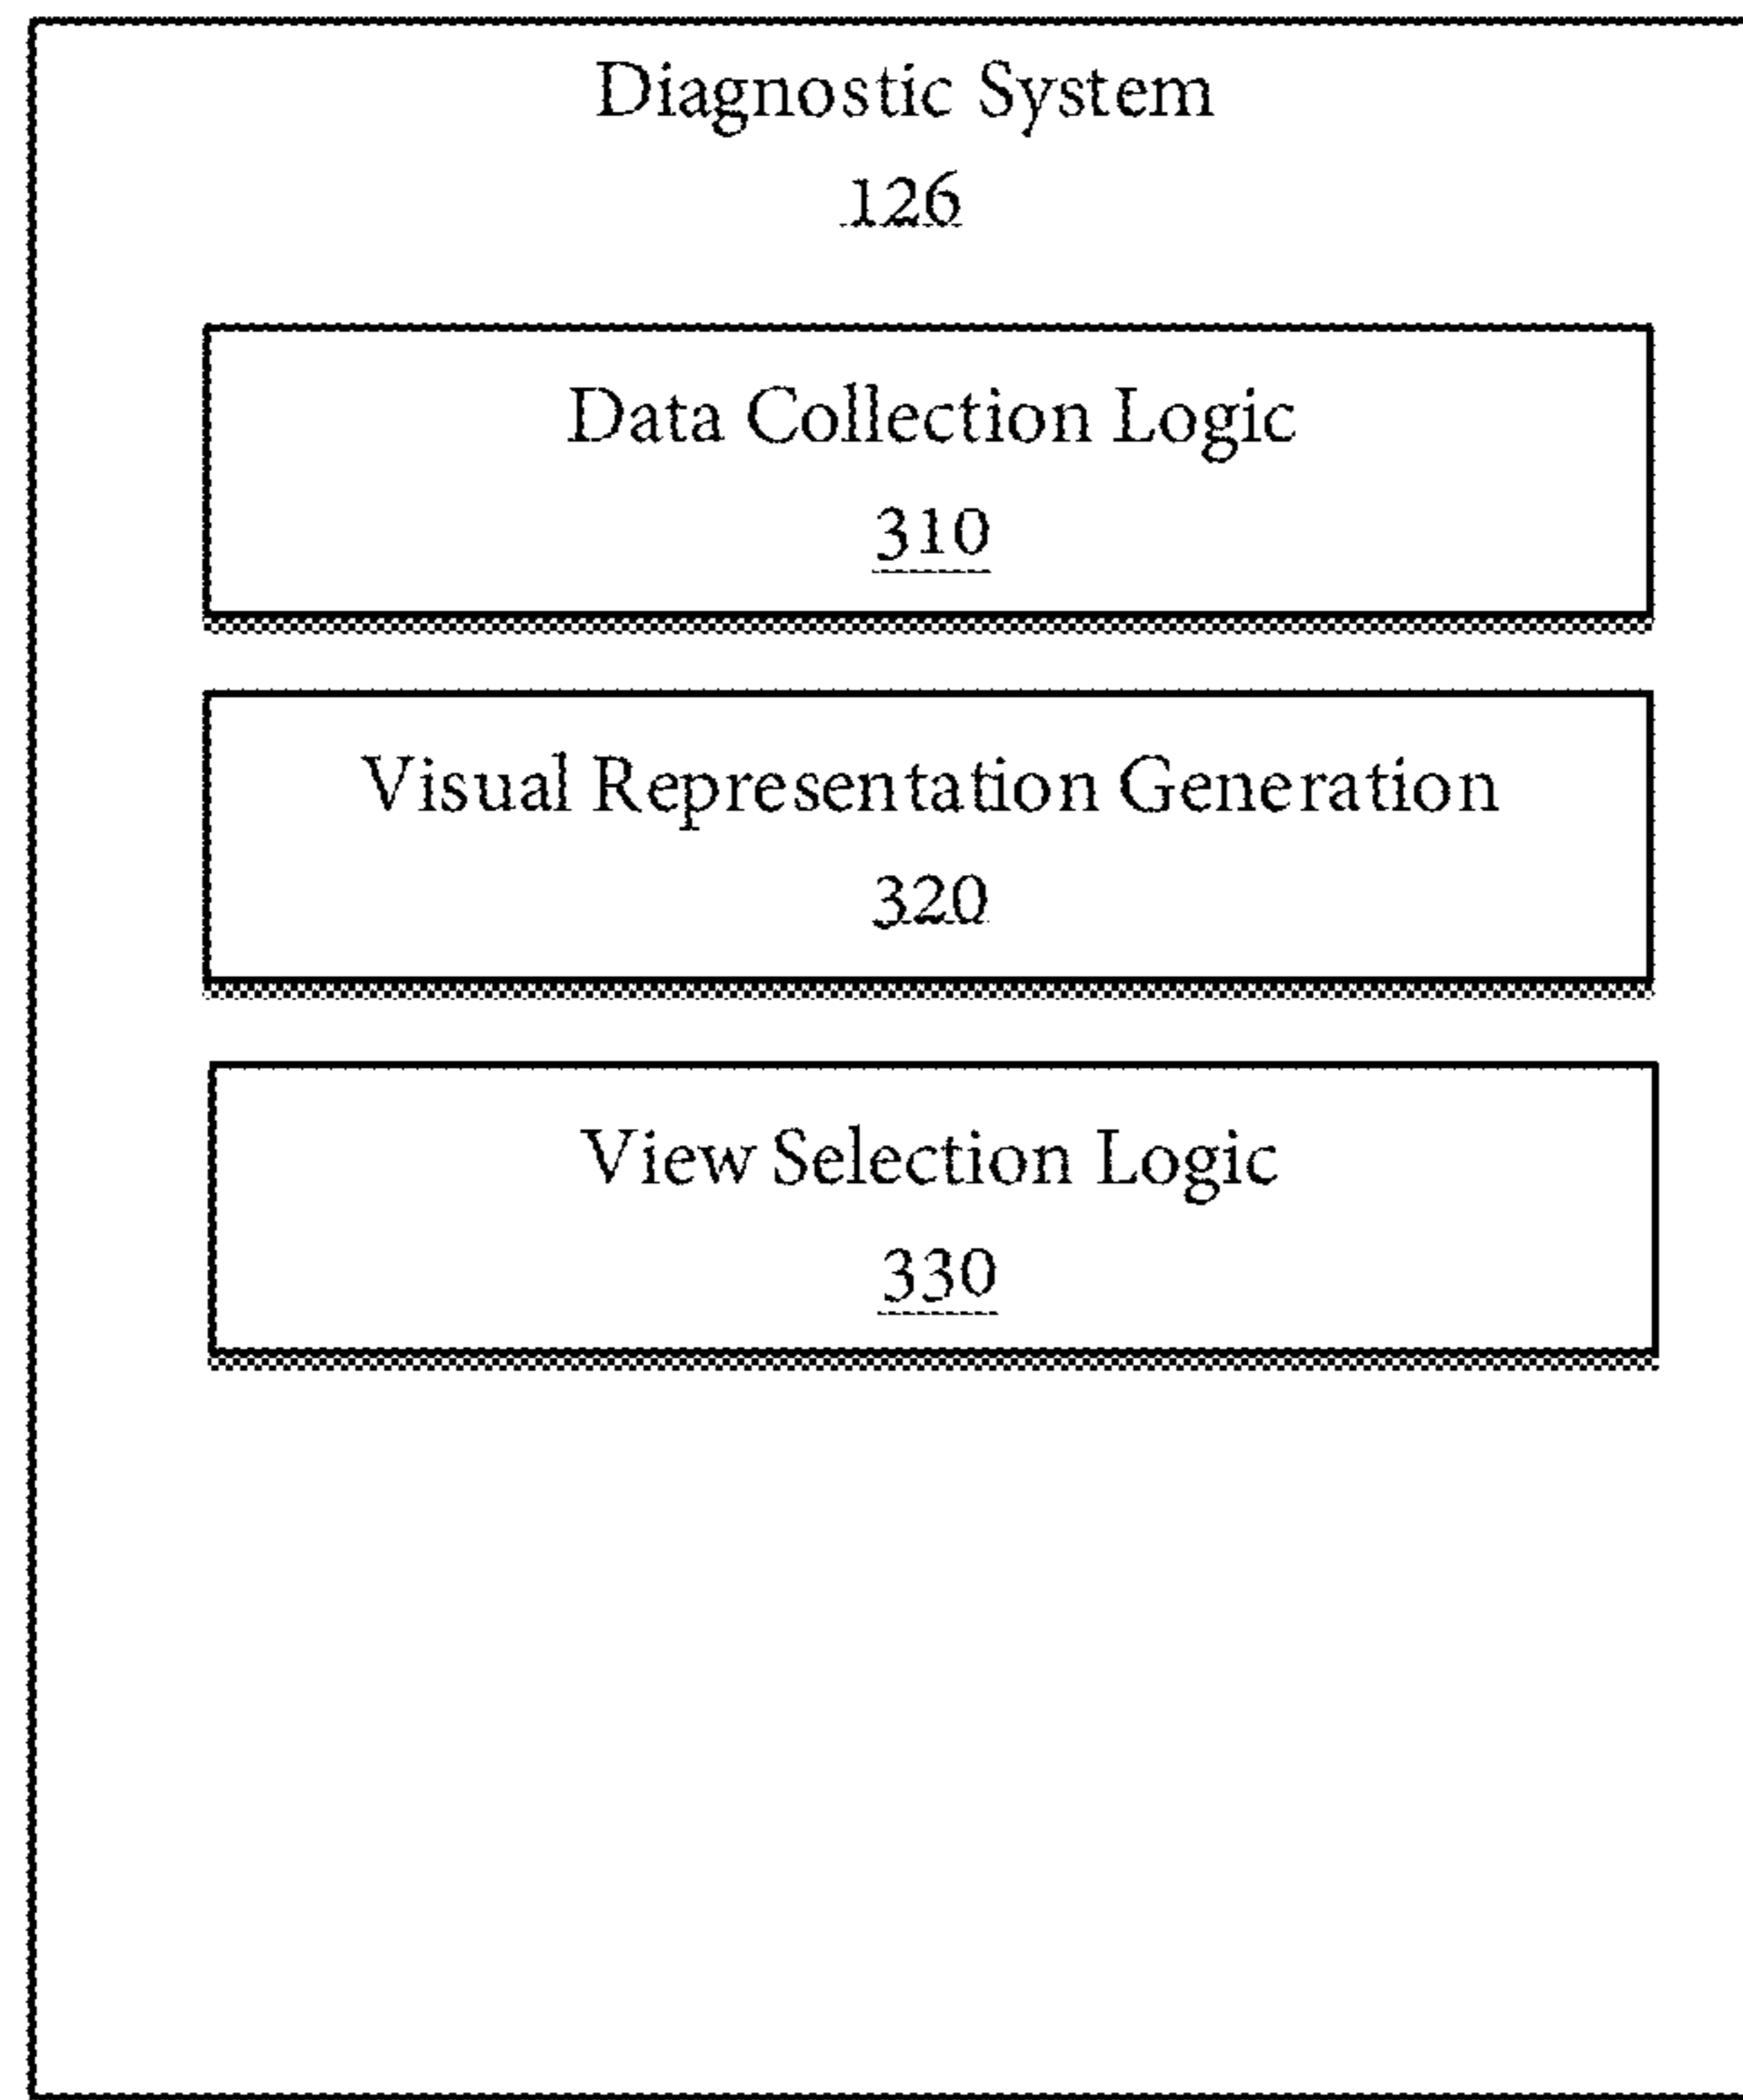 Diagnostic System
126
Data Collection Logic
310
Visual Representation Generation
320
View Selection Logic
330